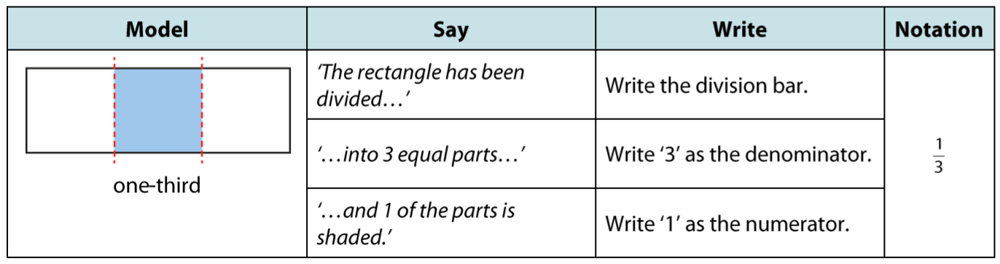 Model
Say
Write
Notation
one-third
‘The rectangle has been
divided…’
Write the division bar.
‘…into 3 equal parts…’
Write ‘3’ as the denominator.
‘…and 1 of the parts is
shaded.’
Write ‘1’ as the numerator.
1
3